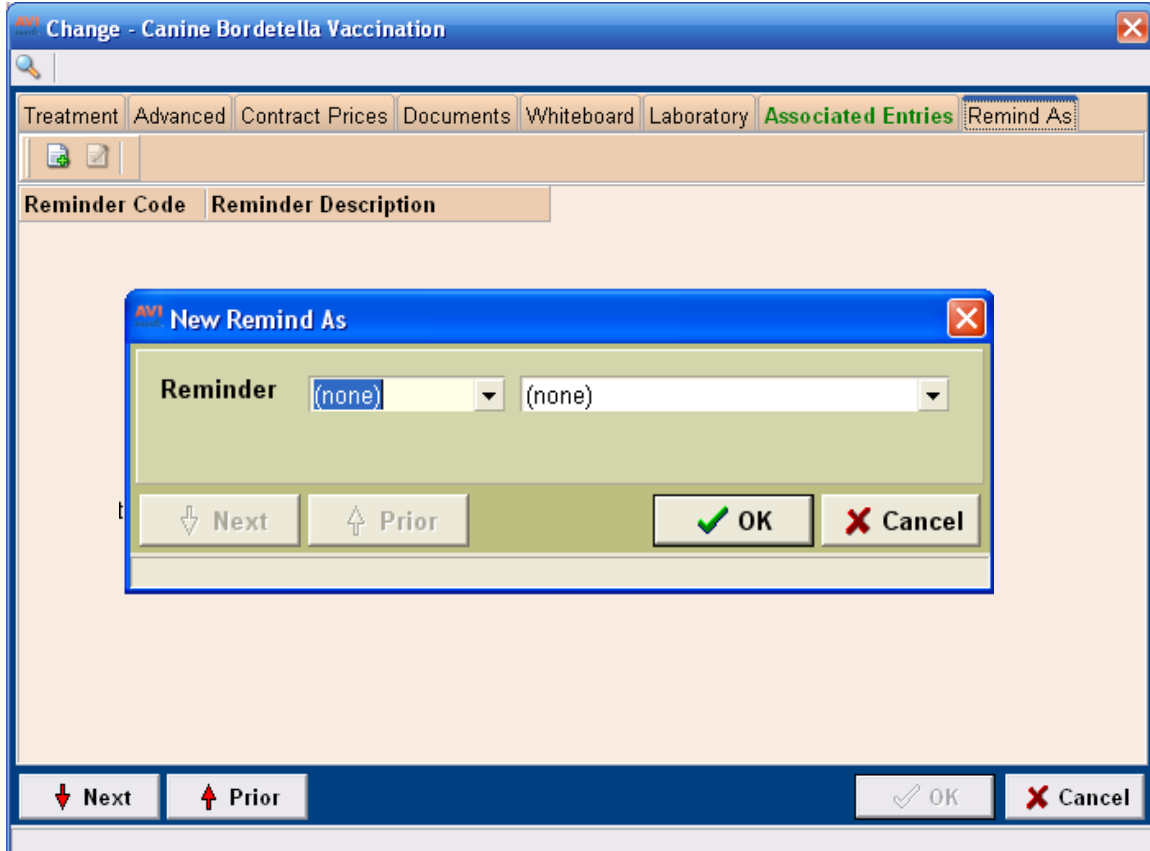 AVI Change - Canine Bordetella Vaccination
Treatment Advanced Contract Prices Documents Whiteboard Laboratory Associated Entries Remind As
Reminder Code Reminder Description
AVI New Remind As
Reminder (none) (none)
t
Next Prior OK Cancel
Next Prior OK Cancel